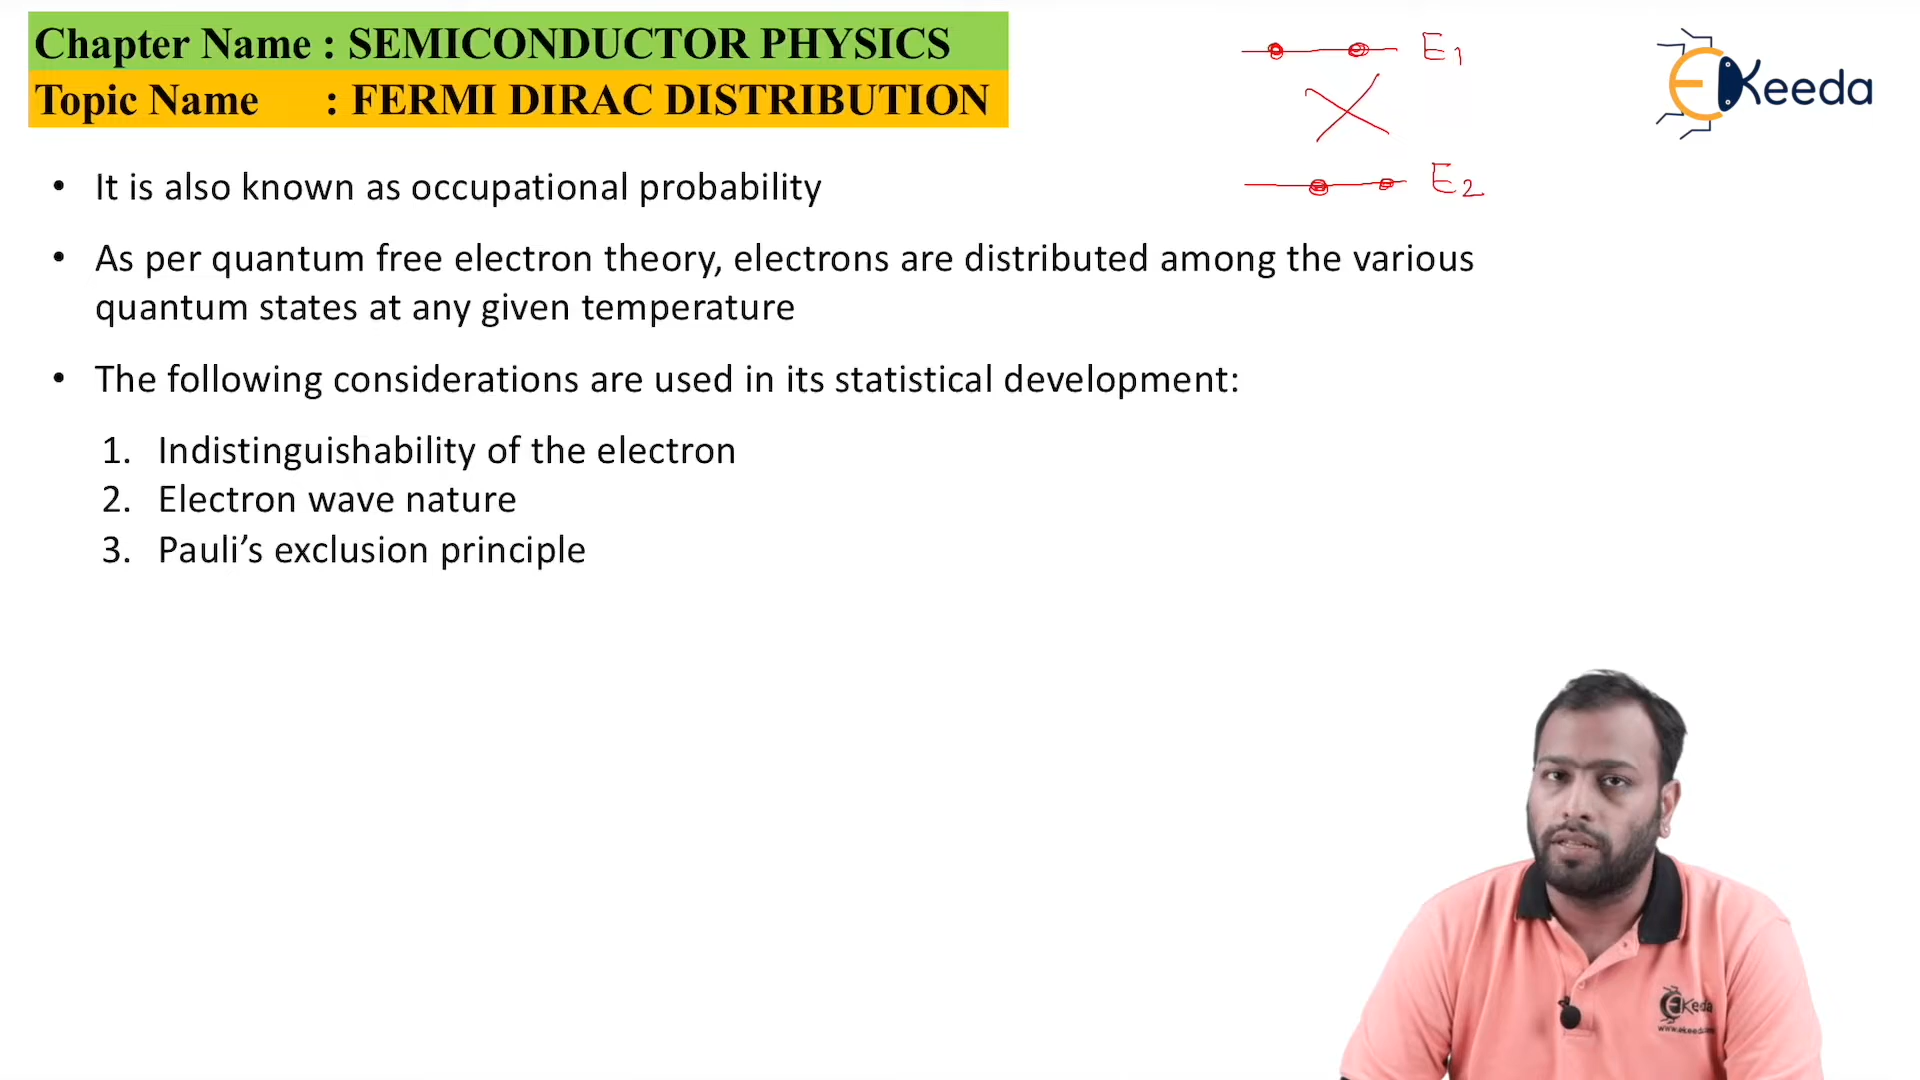 Chapter Name : SEMICONDUCTOR PHYSICS
Topic Name : FERMI DIRAC DISTRIBUTION
E1
E2
EKeeda
• It is also known as occupational probability
• As per quantum free electron theory, electrons are distributed among the various
quantum states at any given temperature
• The following considerations are used in its statistical development:
1. Indistinguishability of the electron
2. Electron wave nature
3. Pauli’s exclusion principle
EKeeda